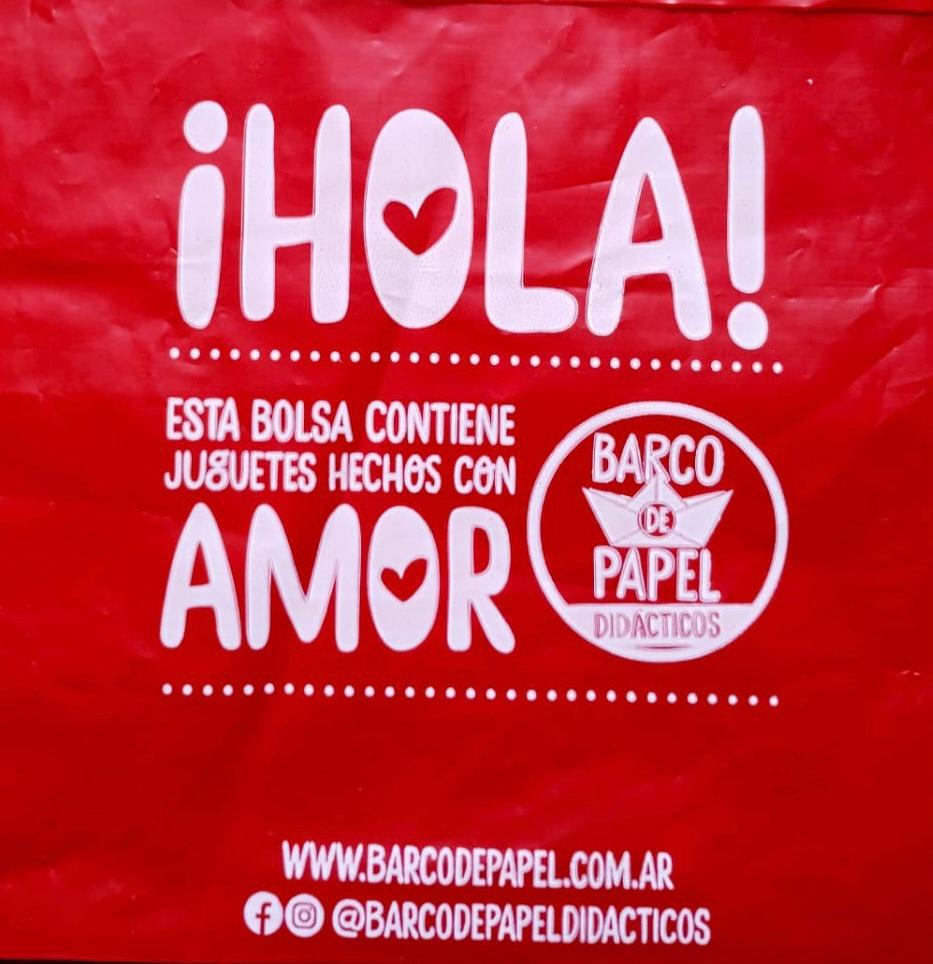 ¡HOLA!
ESTA BOLSA CONTIENE
JUGUETES HECHOS CON
AMOR
BARCO
DE
PAPEL
DIDÁCTICOS
WWW.BARCODEPAPEL.COM.AR
@BARCODEPAPELDIDACTICOS